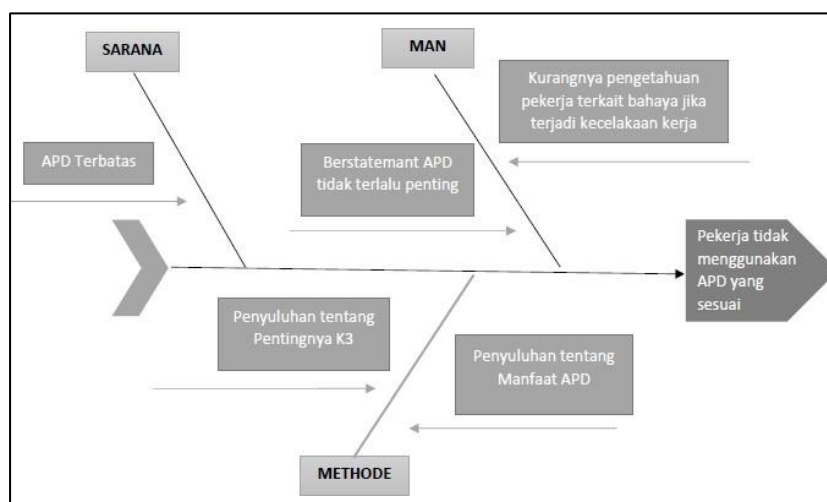 SARANA
MAN
Kurangnya pengetahuan
pekerja terkait bahaya jika
terjadi kecelakaan kerja
APD Terbatas
Berstatemant APD
tidak terlalu penting
Pekerja tidak
menggunakan
APD yang
sesuai
Penyuluhan tentang
Pentingnya K3
Penyuluhan tentang
Manfaat APD
METHODE